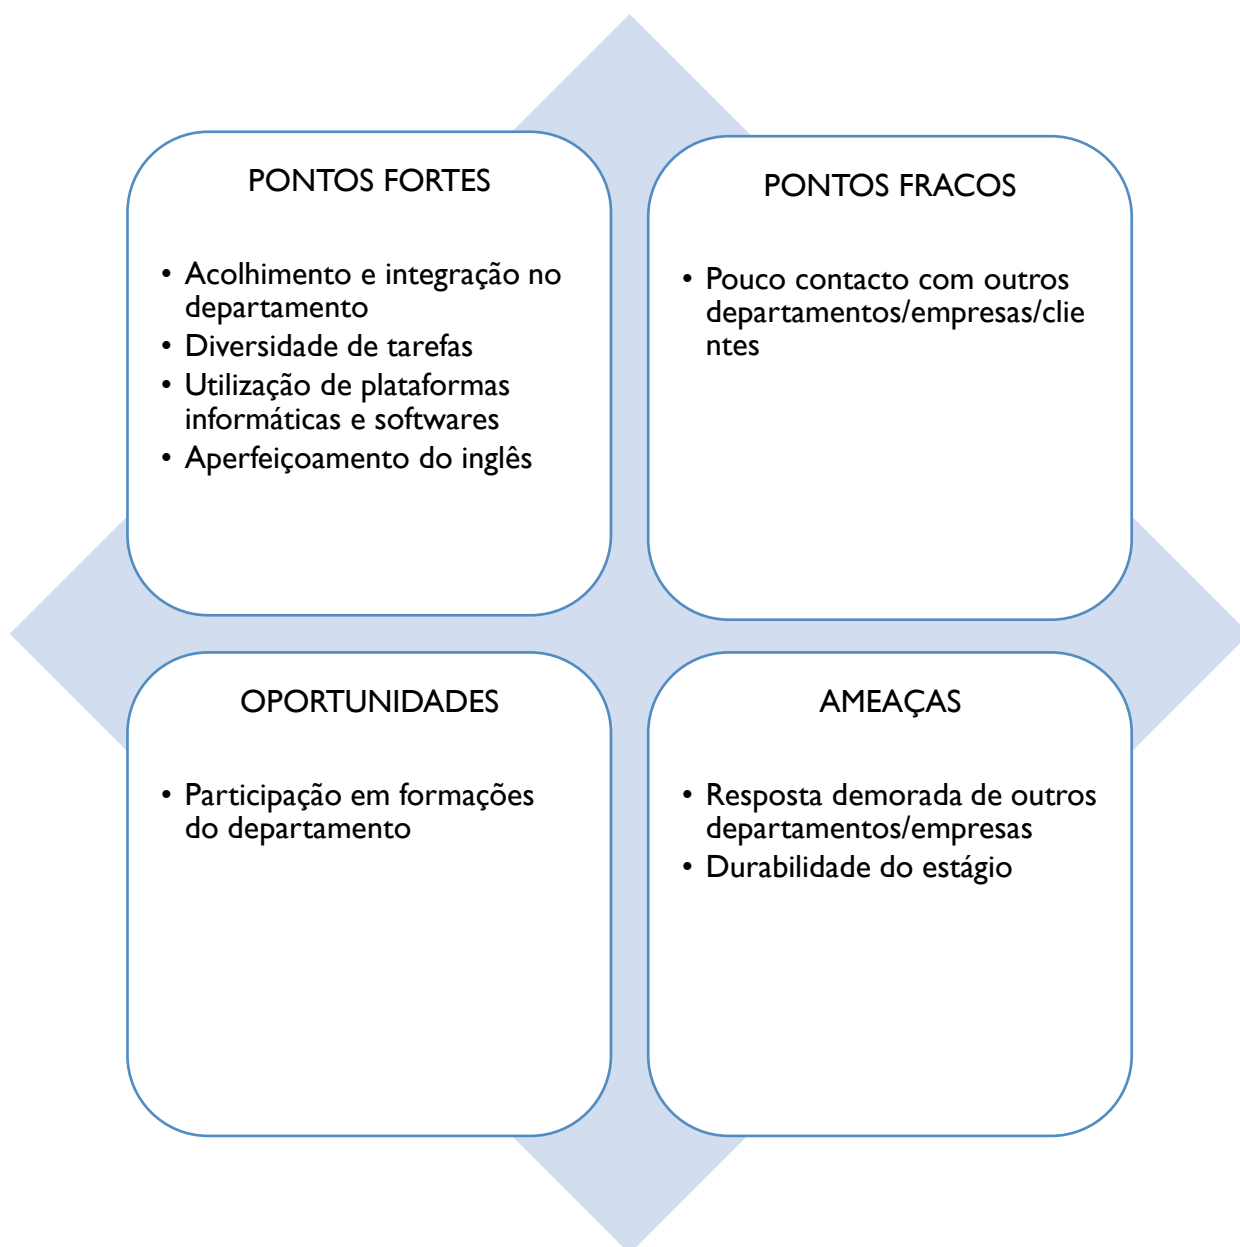 PONTOS FORTES
• Acolhimento e integração no
departamento
• Diversidade de tarefas
• Utilização de plataformas
informáticas e softwares
• Aperfeiçoamento do inglês
PONTOS FRACOS
• Pouco contacto com outros
departamentos/empresas/clie
ntes
OPORTUNIDADES
• Participação em formações
do departamento
AMEAÇAS
• Resposta demorada de outros
departamentos/empresas
• Durabilidade do estágio